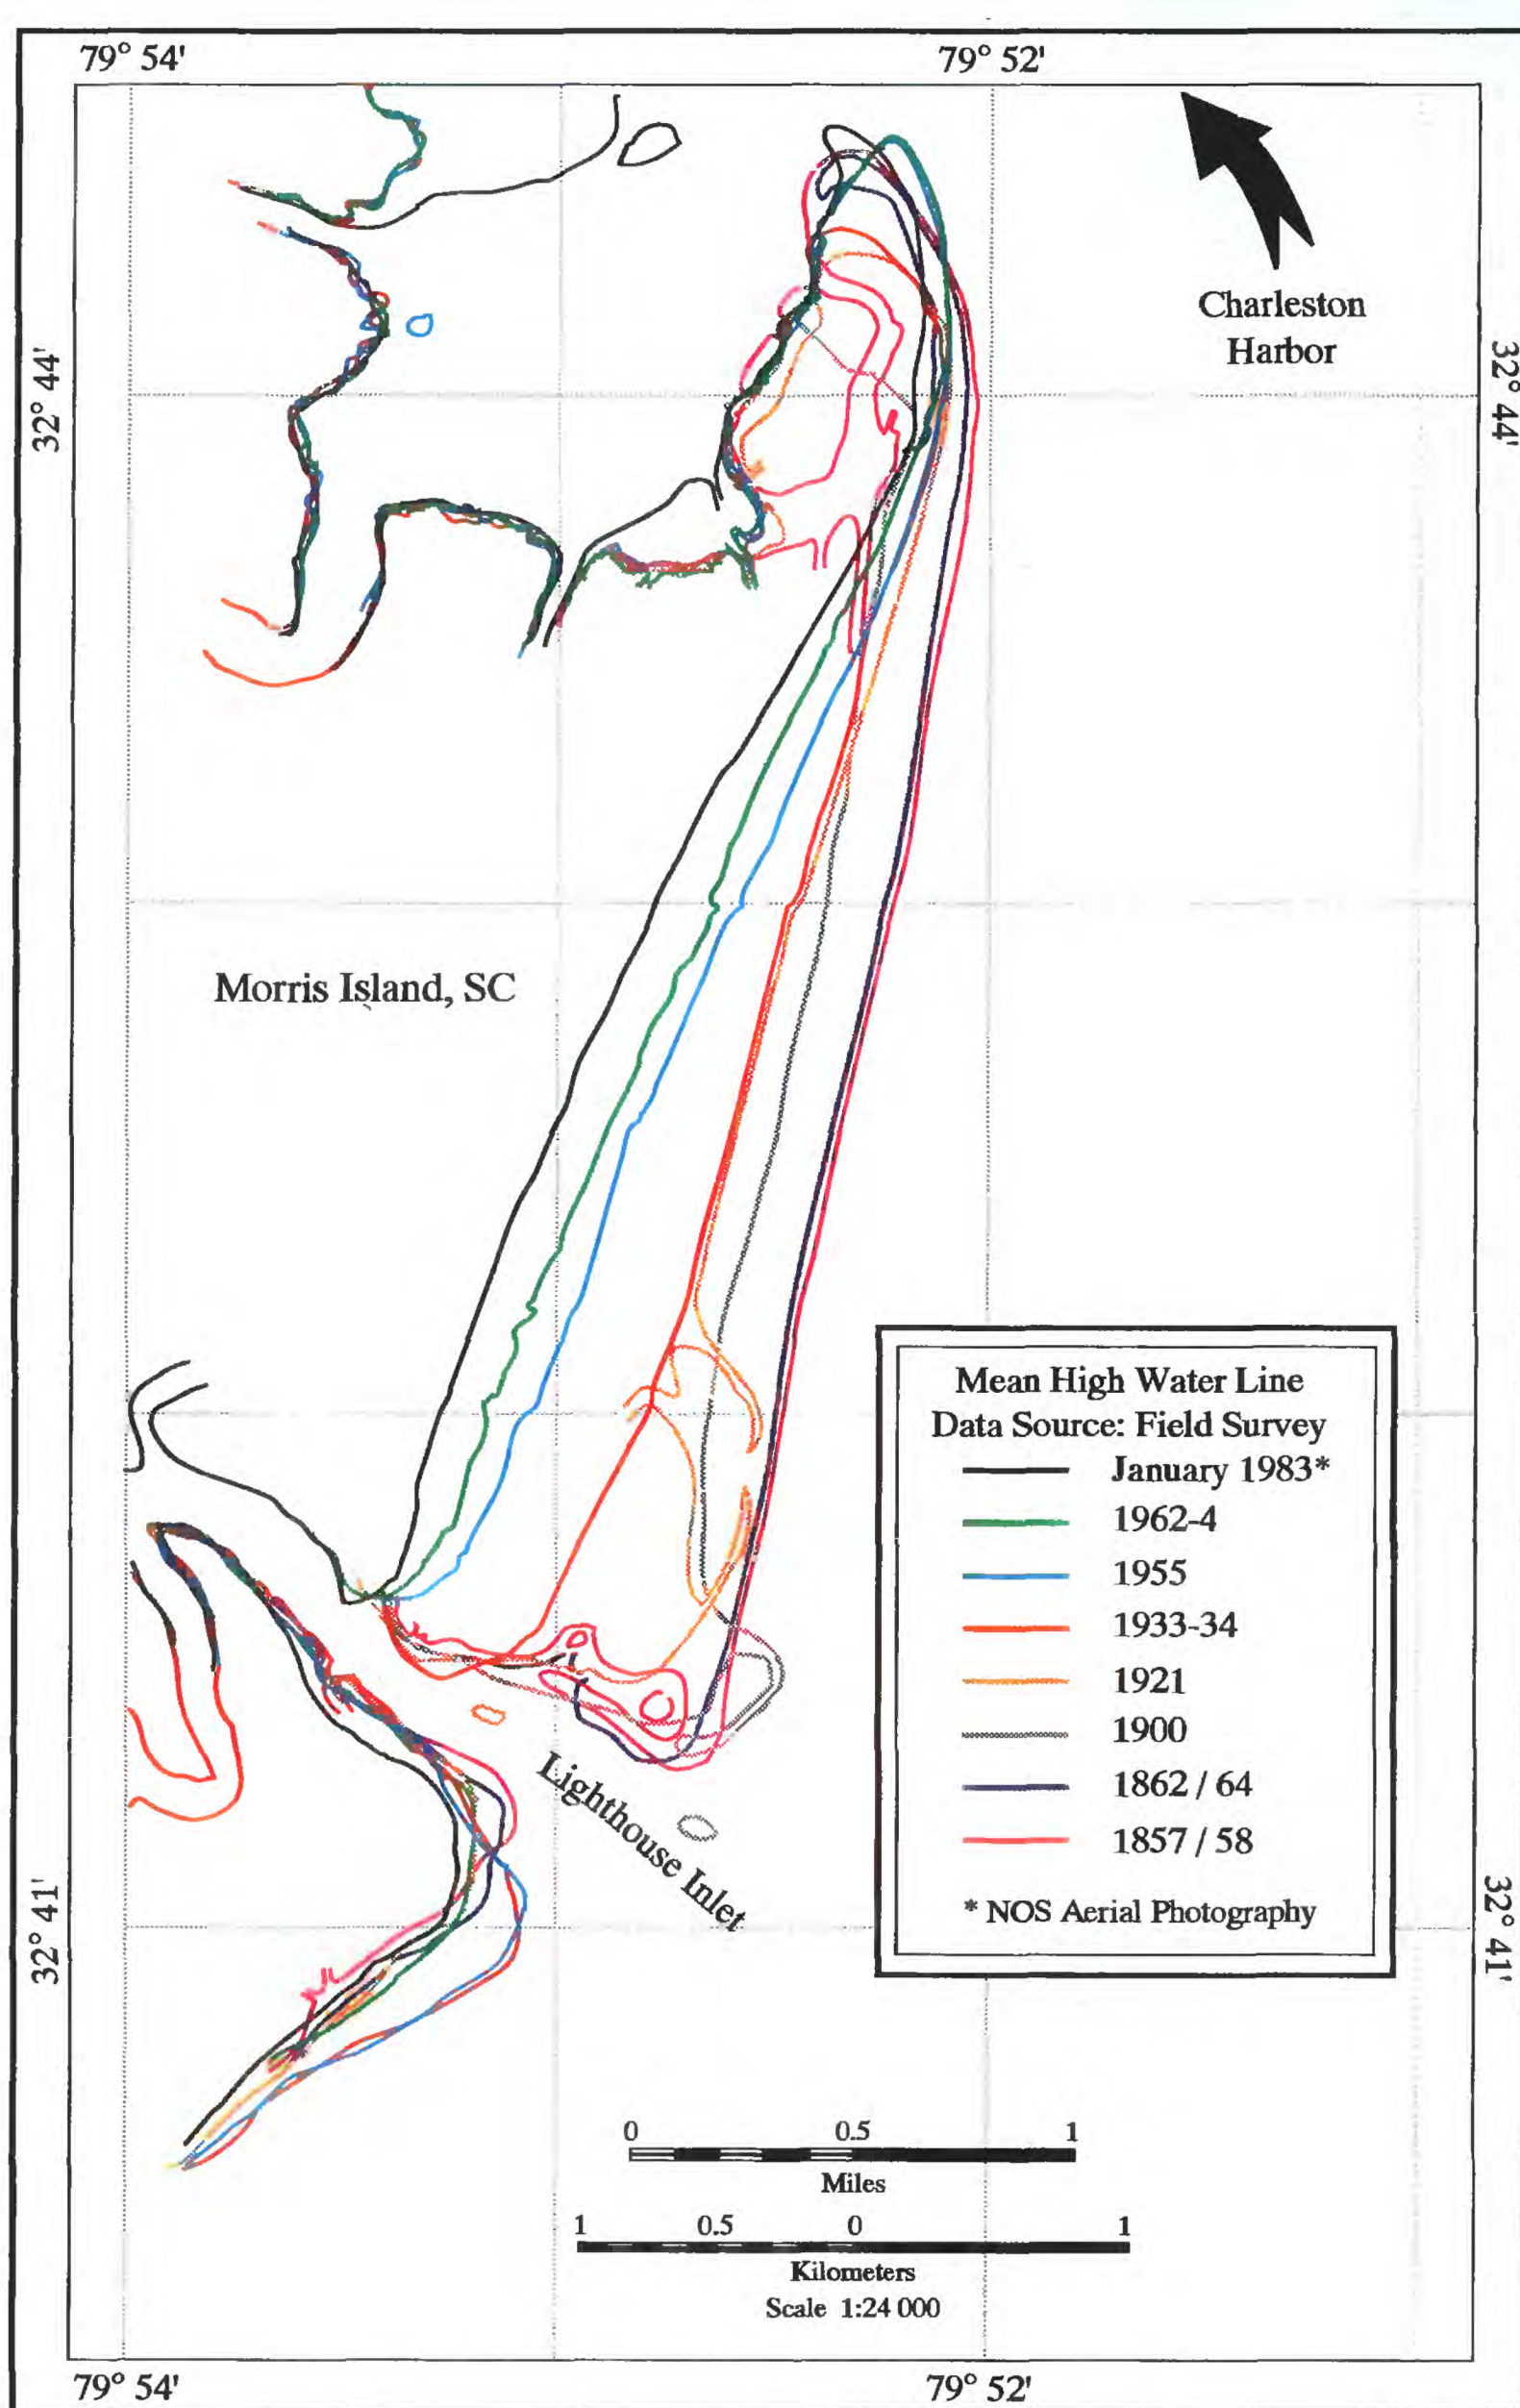 79° 54'
79° 52'
Charleston
Harbor
32° 44'
32° 44'
Morris Island, SC
Mean High Water Line
Data Source: Field Survey
January 1983*
1962-4
1955
1933-34
1921
1900
1862 / 64
1857 / 58
* NOS Aerial Photography
Lighthouse Inlet
32° 41'
32° 41'
0 0.5 1
Miles
1 0.5 0 1
Kilometers
Scale 1:24 000
79° 54'
79° 52'